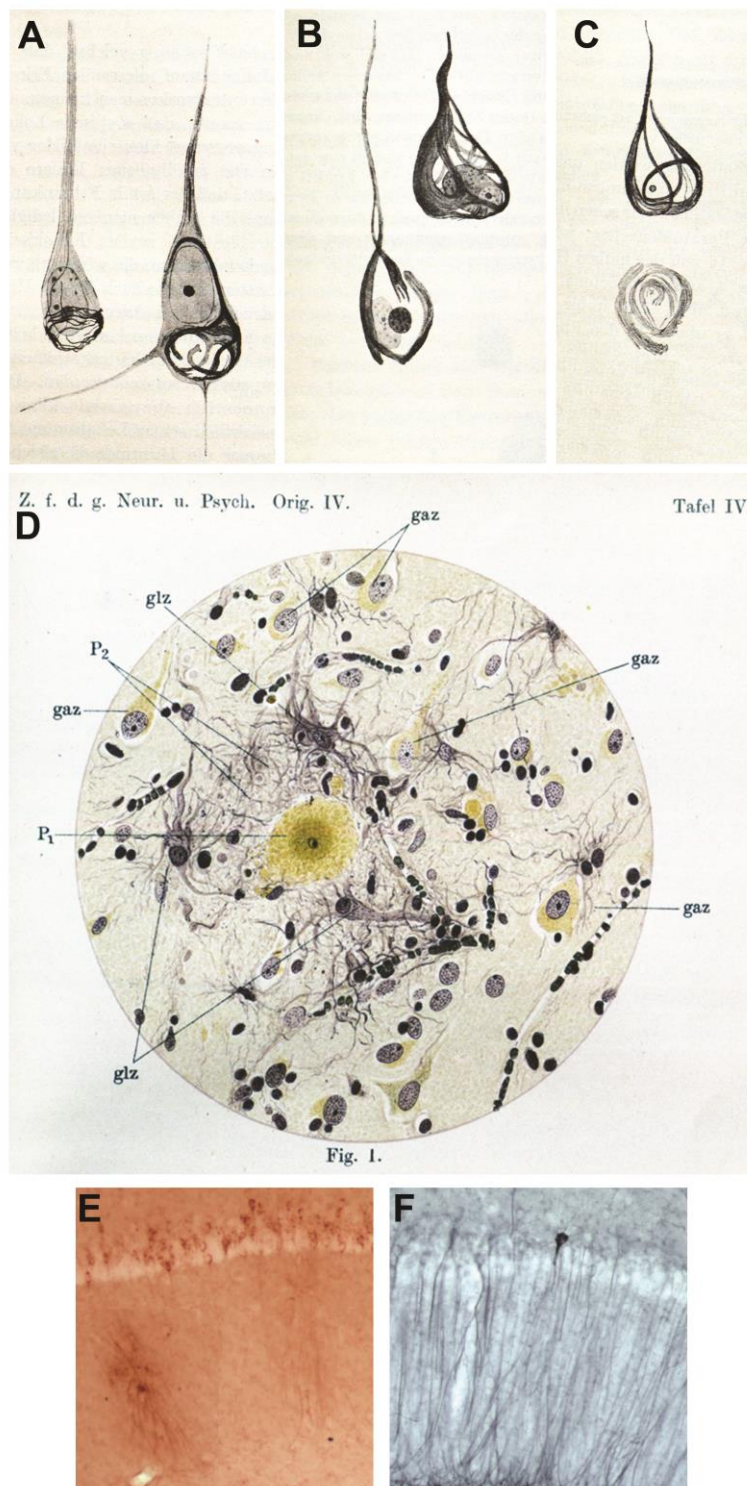 A
B
C
Z. f. d. g. Neur. u. Psych. Orig. IV.
Tafel IV
D
gaz
glz
P2
gaz
gaz
P1
gaz
glz
Fig. 1.
E
F